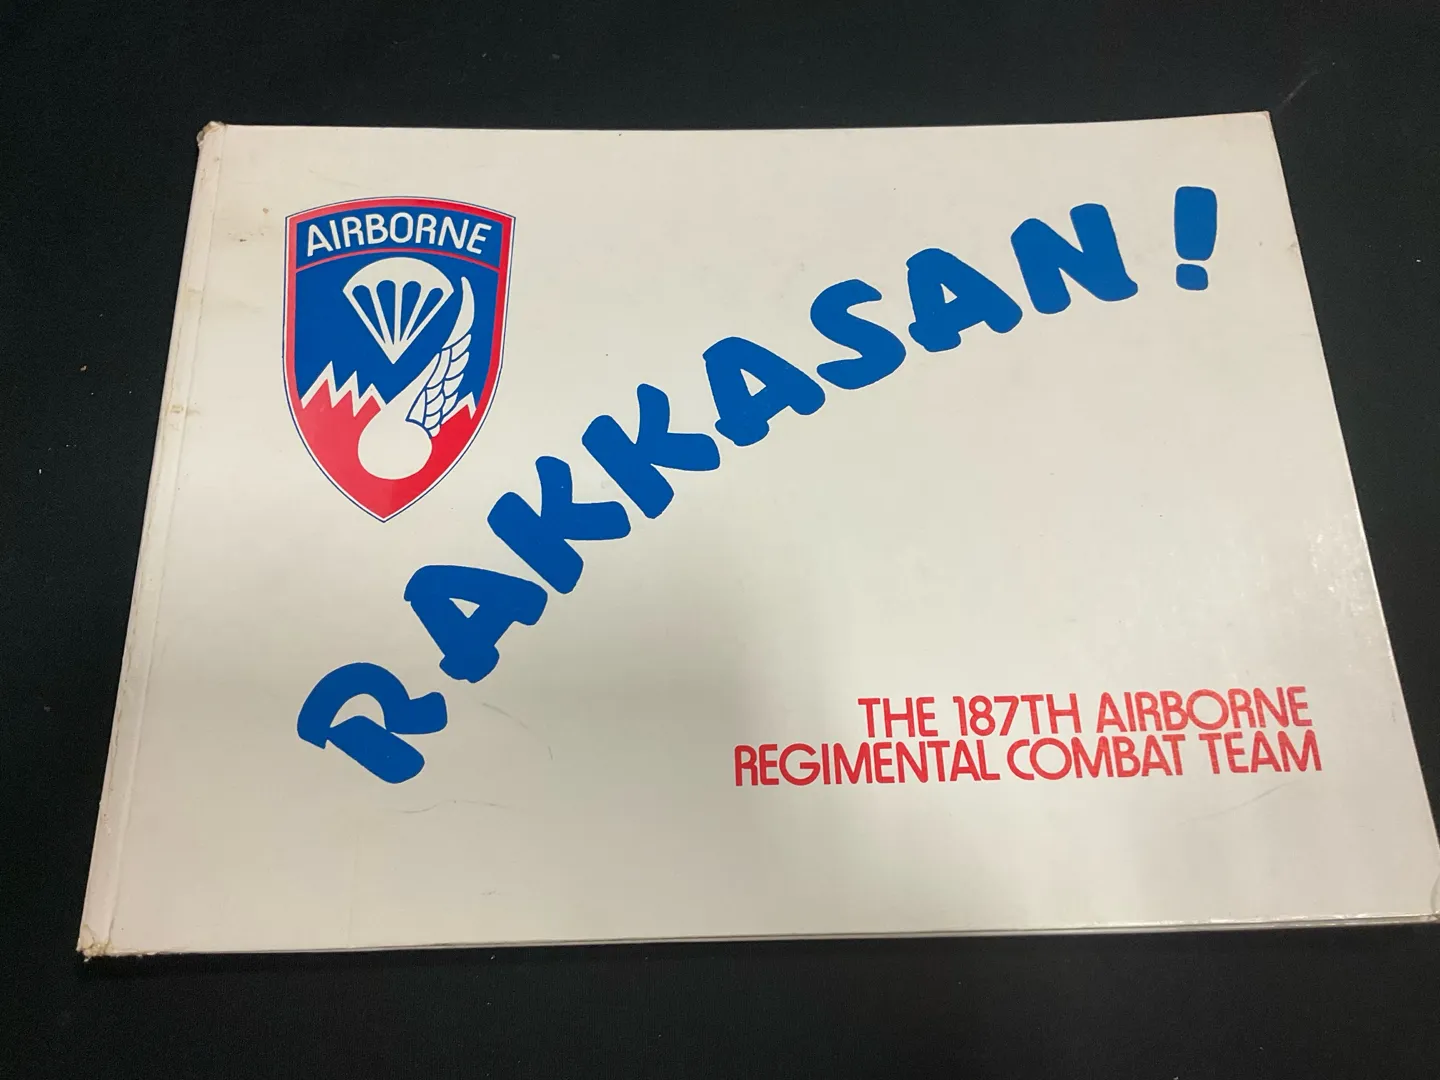 AIRBORNE
RAKKASAN!
THE 187TH AIRBORNE
REGIMENTAL COMBAT TEAM